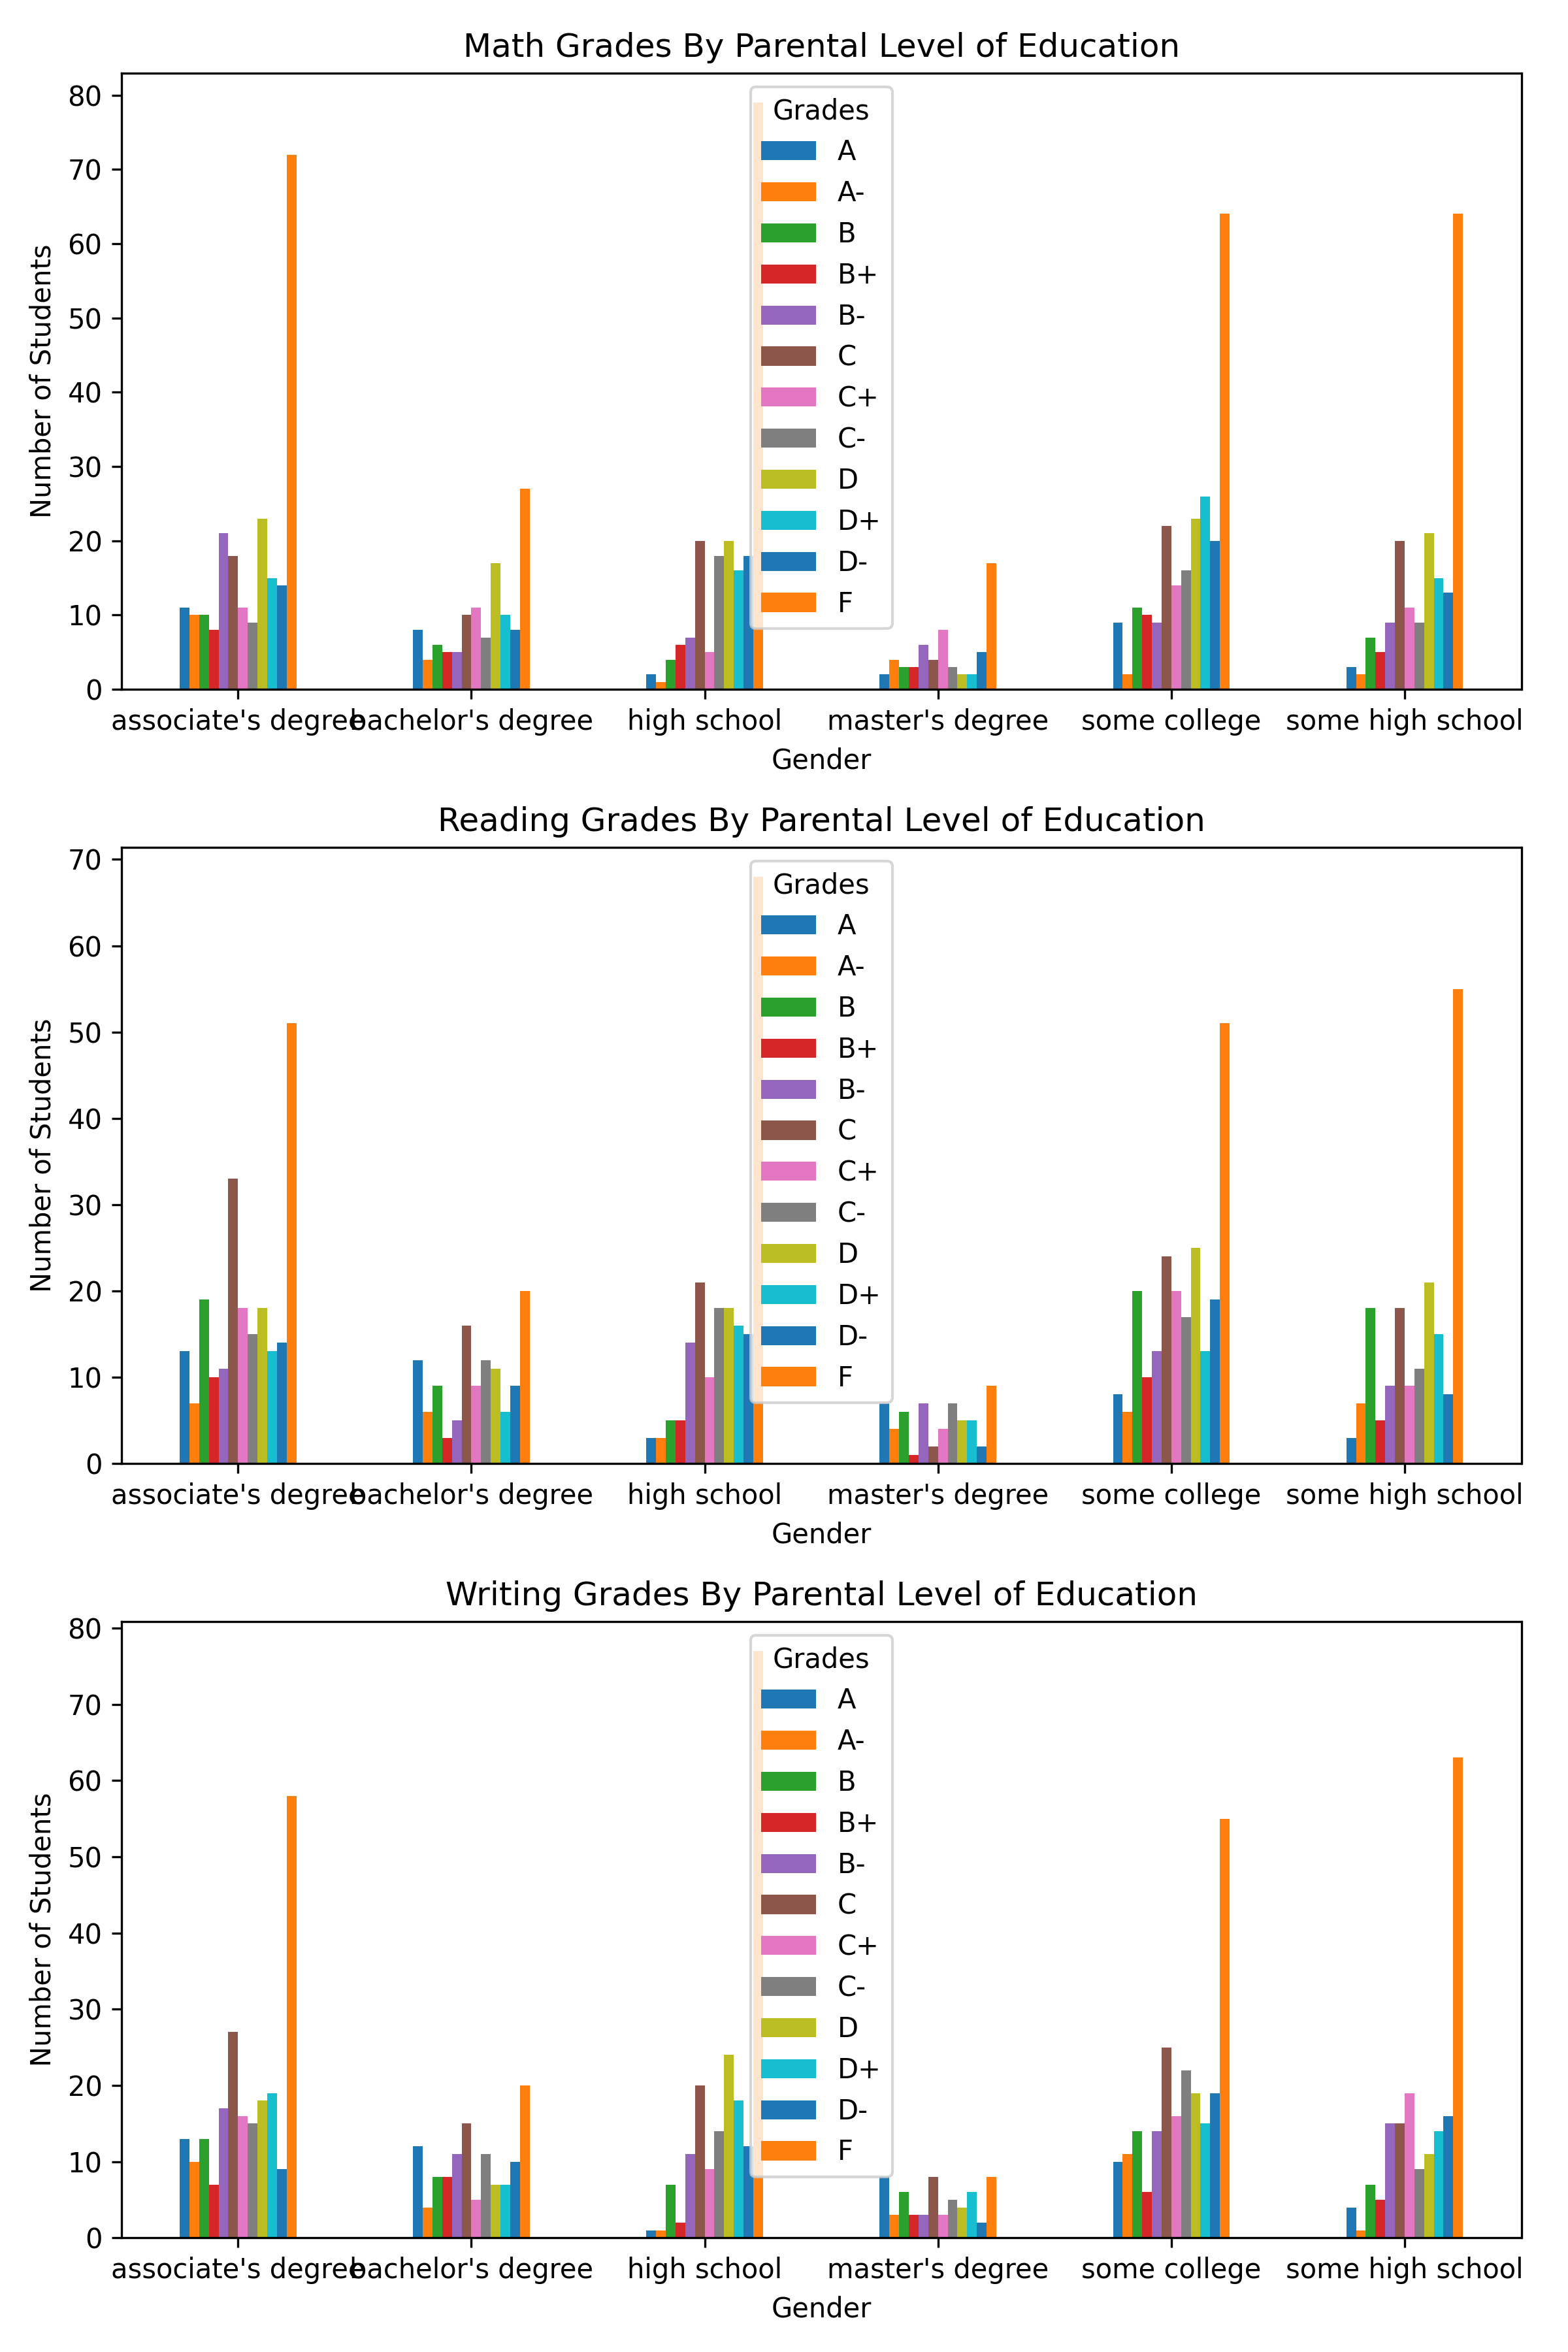 Math Grades By Parental Level of Education
80
70
60
50
40
30
20
10
0
Number of Students
Grades
A
A-
B
B+
B-
C
C+
C-
D
D+
D-
F
associate's degree
bachelor's degree
high school
master's degree
some college
some high school
Gender
Reading Grades By Parental Level of Education
70
60
50
40
30
20
10
0
Number of Students
Grades
A
A-
B
B+
B-
C
C+
C-
D
D+
D-
F
associate's degree
bachelor's degree
high school
master's degree
some college
some high school
Gender
Writing Grades By Parental Level of Education
80
70
60
50
40
30
20
10
0
Number of Students
Grades
A
A-
B
B+
B-
C
C+
C-
D
D+
D-
F
associate's degree
bachelor's degree
high school
master's degree
some college
some high school
Gender